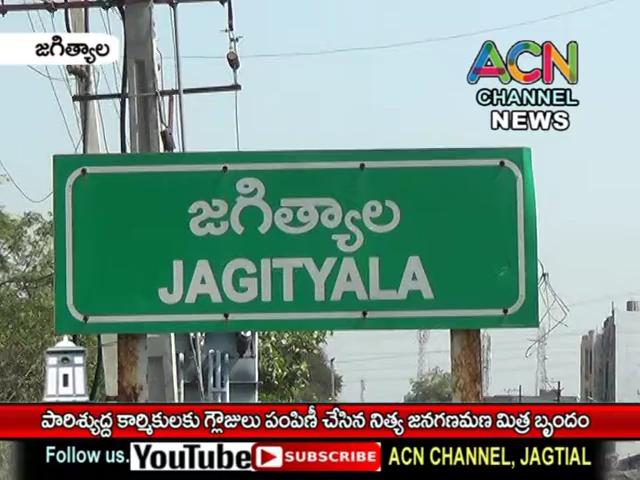 జగిత్యాల
ACN
CHANNEL
NEWS
జగిత్యాల
JAGITYALA
పారిశ్యుద్ద కార్మికులకు గ్లౌజులు పంపిణీ చేసిన నిత్య జనగణమణ మిత్ర బృందం
Follow us. YouTube SUBSCRIBE ACN CHANNEL, JAGTIAL